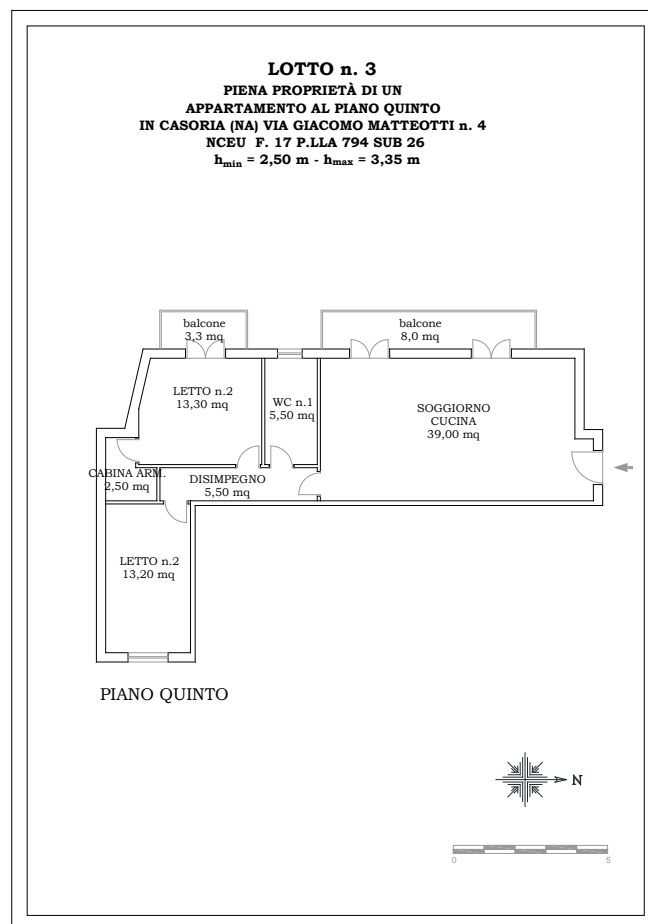 LOTTO n. 3
PIENA PROPRIETÀ DI UN
APPARTAMENTO AL PIANO QUINTO
IN CASORIA (NA) VIA GIACOMO MATTEOTTI n. 4
NCEU F. 17 P.LLA 794 SUB 26
hmin = 2,50 m - hmax = 3,35 m
balcone
3,3 mq
balcone
8,0 mq
LETTO n.2
13,30 mq
WC n.1
5,50 mq
SOGGIORNO
CUCINA
39,00 mq
CABINA ARM.
2,50 mq
DISIMPEGNO
5,50 mq
LETTO n.2
13,20 mq
PIANO QUINTO
N
0
5